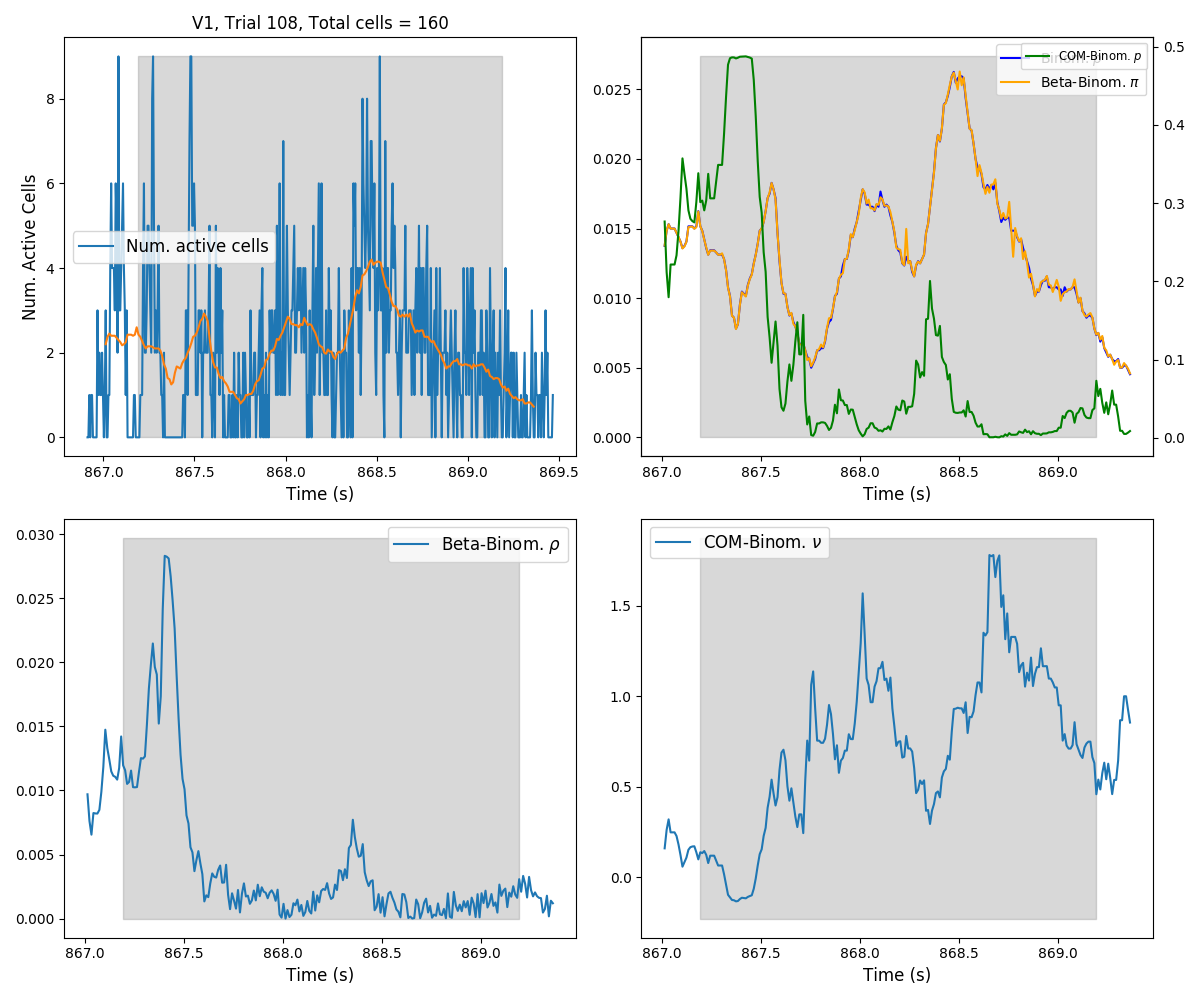 V1, Trial 108, Total cells = 160
Num. Active Cells
8
6
4
2
0
Num. active cells
867.0 867.5 868.0 868.5 869.0 869.5
Time (s)
COM-Binom. p
Beta-Binom. π
0.025
0.020
0.015
0.010
0.005
0.000
0.5
0.4
0.3
0.2
0.1
0.0
867.0 867.5 868.0 868.5 869.0
Time (s)
Beta-Binom. ρ
0.030
0.025
0.020
0.015
0.010
0.005
0.000
867.0 867.5 868.0 868.5 869.0
Time (s)
COM-Binom. ν
1.5
1.0
0.5
0.0
867.0 867.5 868.0 868.5 869.0
Time (s)